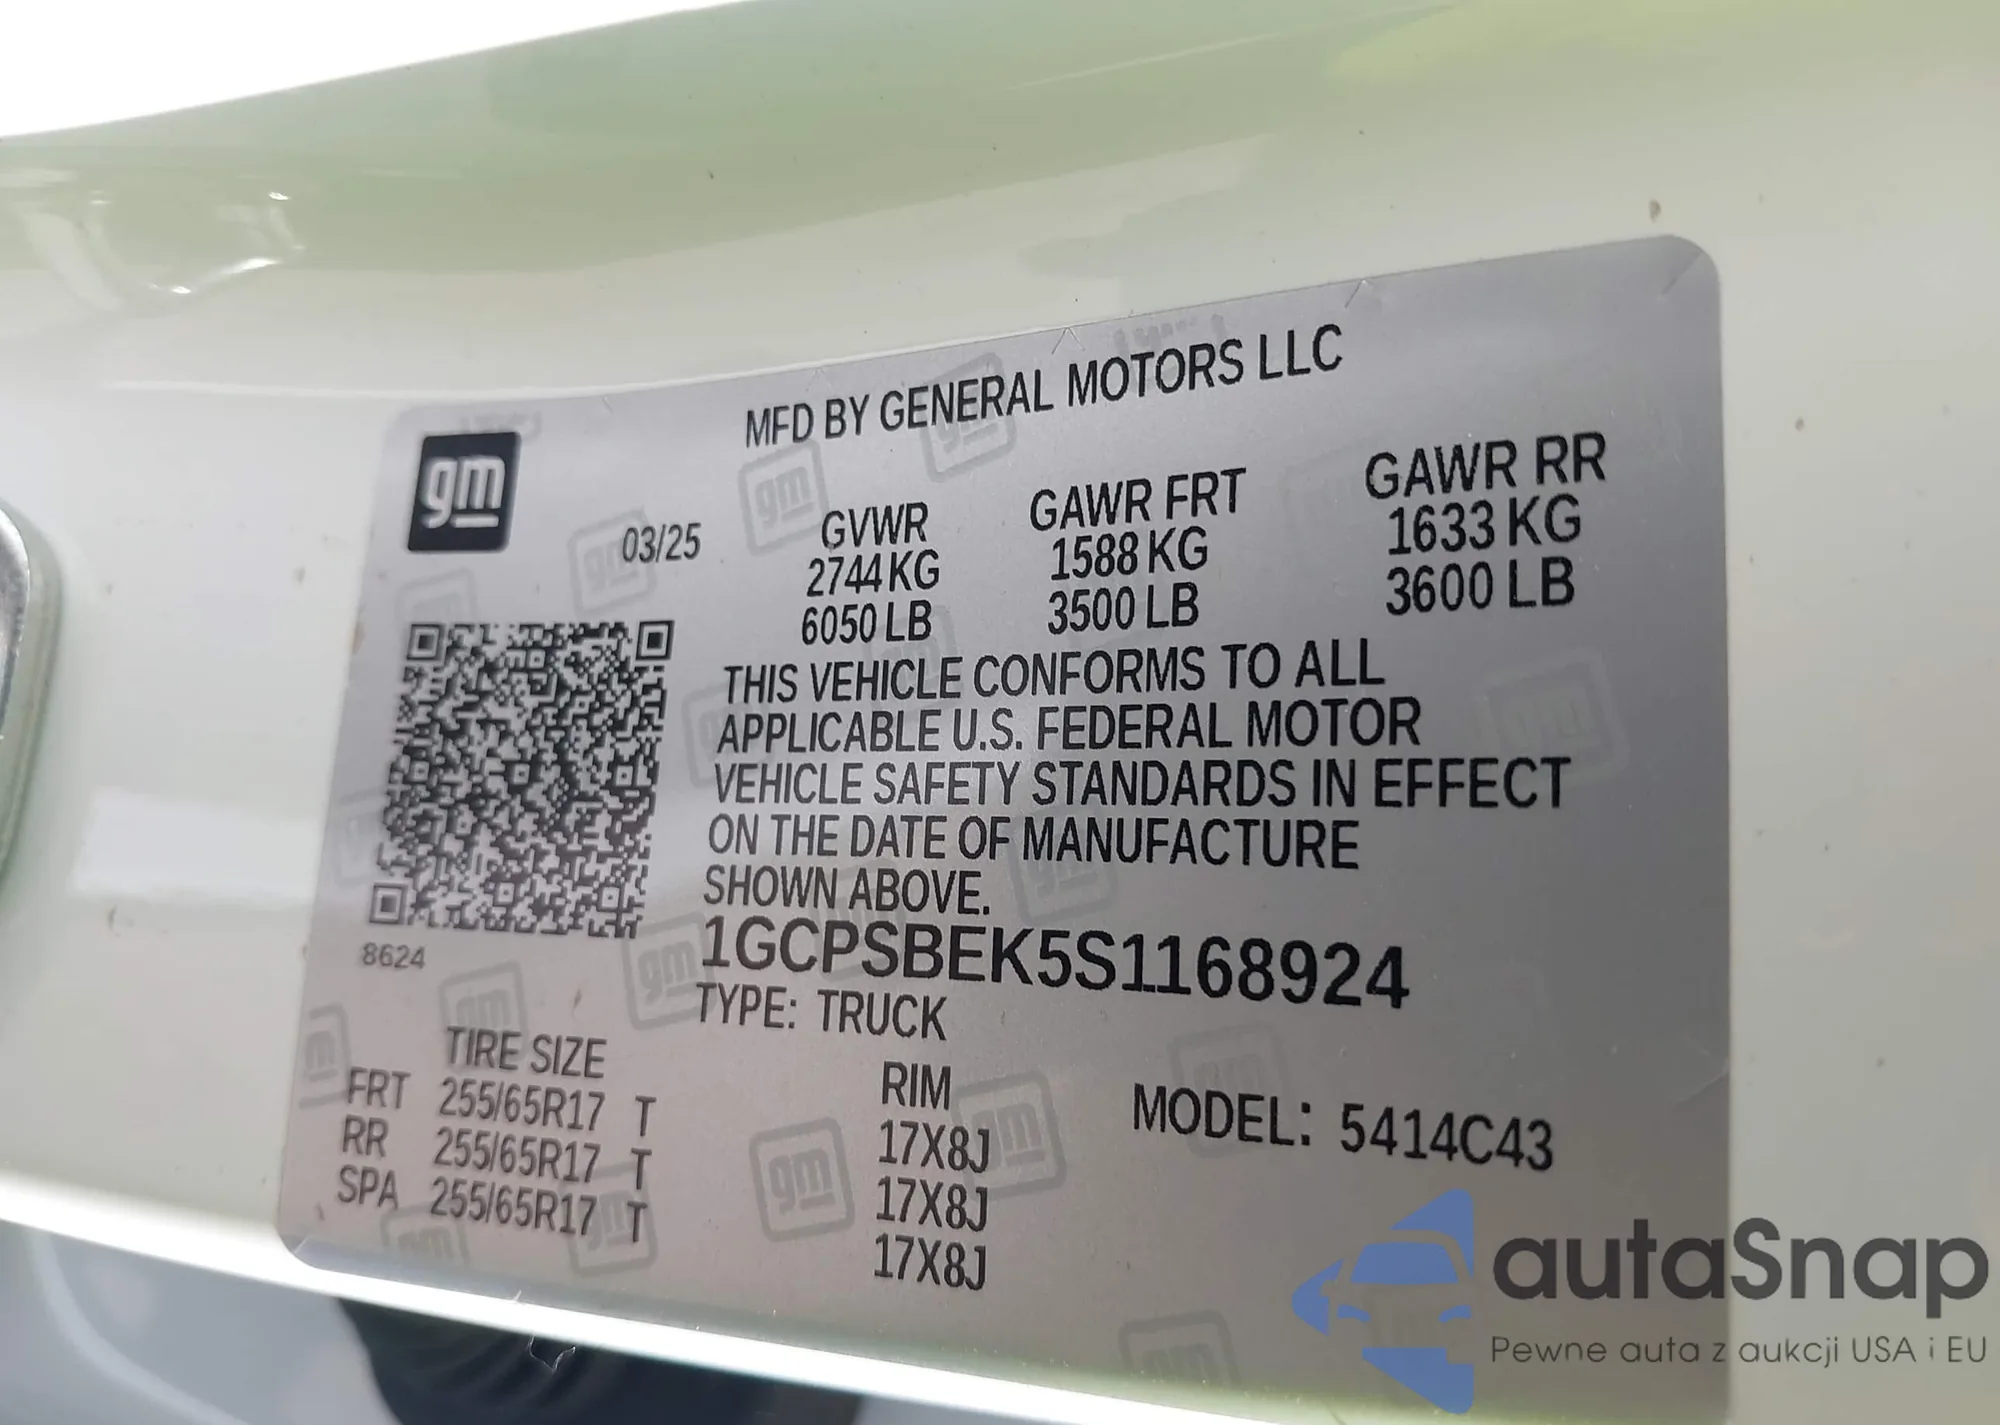 MFD BY GENERAL MOTORS LLC
gm
03/25
GVWR GAWR FRT GAWR RR
2744 KG 1588 KG 1633 KG
6050 LB 3500 LB 3600 LB
THIS VEHICLE CONFORMS TO ALL
APPLICABLE U.S. FEDERAL MOTOR
VEHICLE SAFETY STANDARDS IN EFFECT
ON THE DATE OF MANUFACTURE
SHOWN ABOVE.
8624
1GCPSBEK5S1168924
TYPE: TRUCK
TIRE SIZE RIM
FRT 255/65R17 T 17X8J
RR 255/65R17 T 17X8J
SPA 255/65R17 T 17X8J
MODEL: 5414C43
autaSnap
Pewne auta z aukcji USA i EU